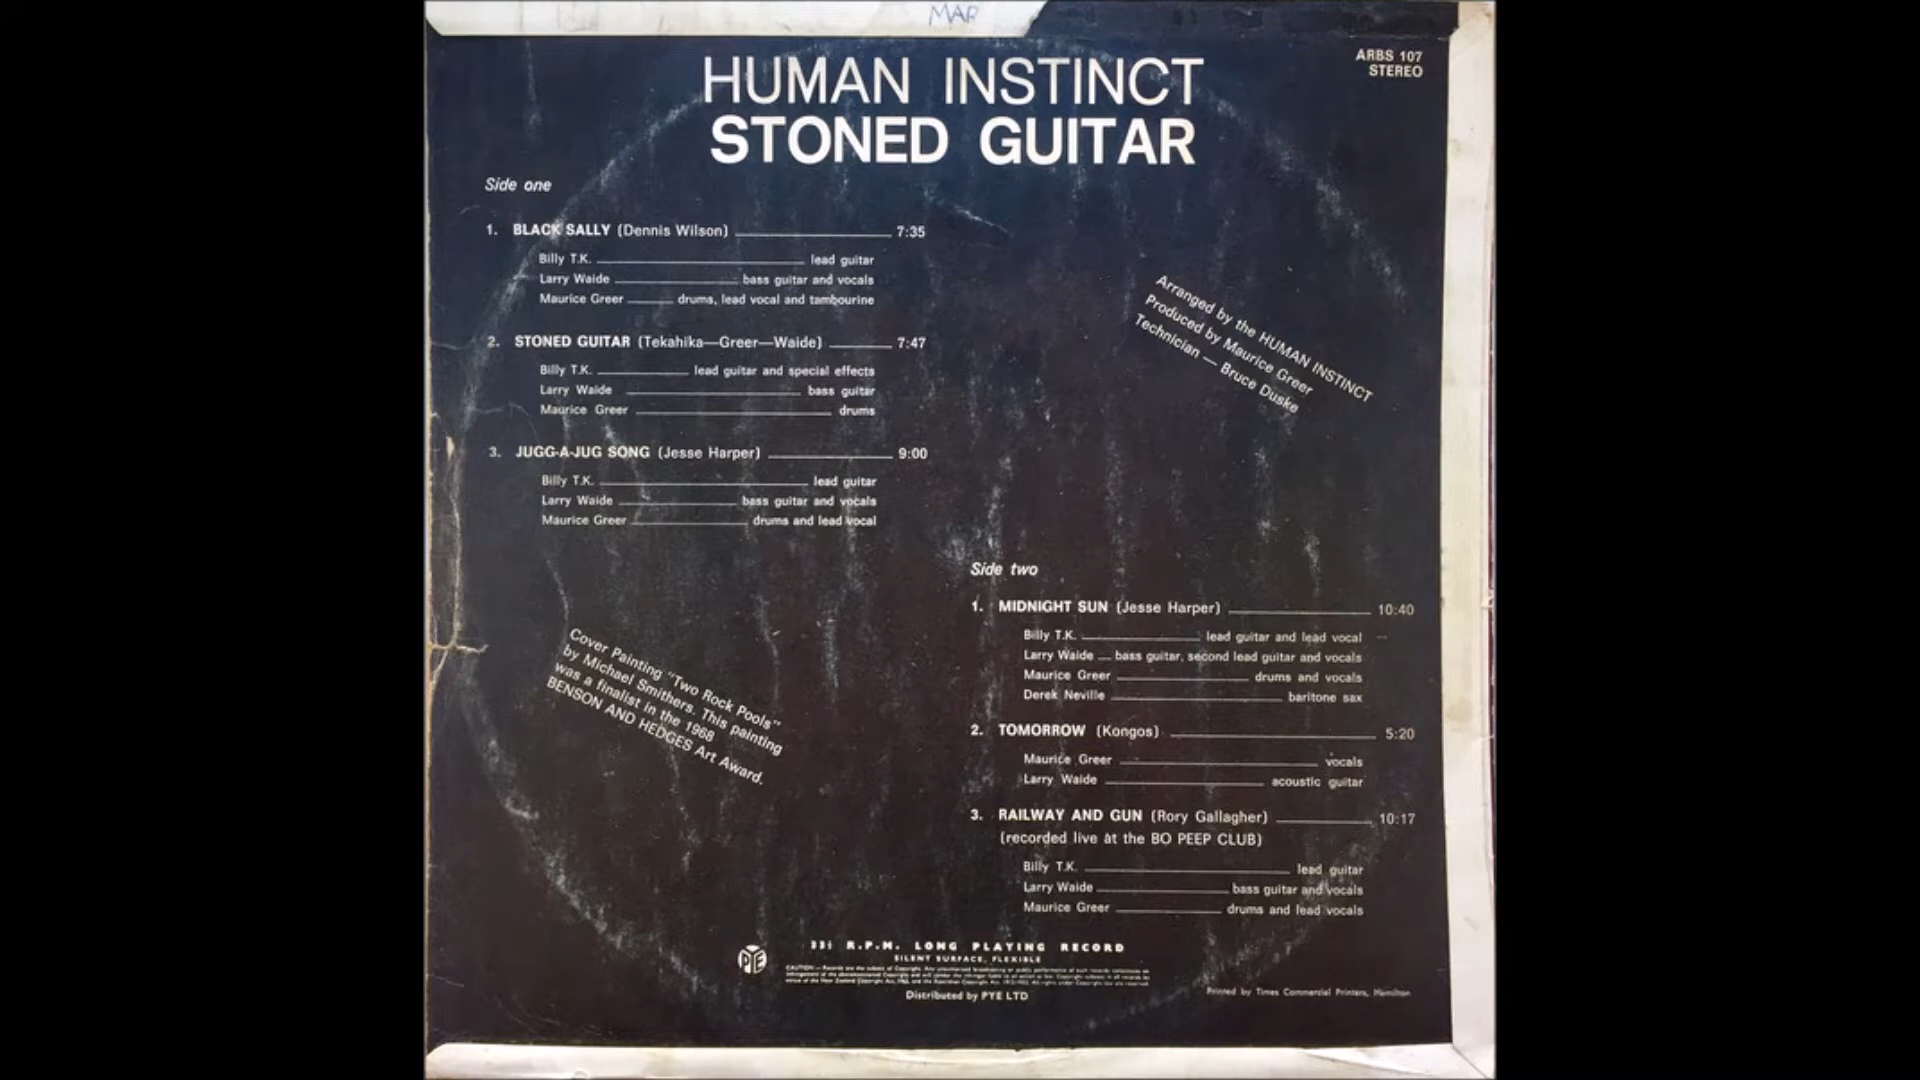 MAR
ARBS 107
STEREO
HUMAN INSTINCT
STONED GUITAR
Side one
1. BLACK SALLY (Dennis Wilson) 7:35
Billy T.K. lead guitar
Larry Waide bass guitar and vocals
Maurice Greer drums, lead vocal and tambourine
2. STONED GUITAR (Tekahika—Greer—Waide) 7:47
Billy T.K. lead guitar and special effects
Larry Waide bass guitar
Maurice Greer drums
3. JUGG-A-JUG SONG (Jesse Harper) 9:00
Billy T.K. lead guitar
Larry Waide bass guitar and vocals
Maurice Greer drums and lead vocal
Arranged by the HUMAN INSTINCT
Produced by Maurice Greer
Technician — Bruce Duske
Cover Painting "Two Rock Pools"
by Michael Smithers. This painting
was a finalist in the 1968
BENSON AND HEDGES Art Award.
Side two
1. MIDNIGHT SUN (Jesse Harper) 10:40
Billy T.K. lead guitar and lead vocal
Larry Waide bass guitar, second lead guitar and vocals
Maurice Greer drums and vocals
Derek Neville baritone sax
2. TOMORROW (Kongos) 5:20
Maurice Greer vocals
Larry Waide acoustic guitar
3. RAILWAY AND GUN (Rory Gallagher) 10:17
(recorded live at the BO PEEP CLUB)
Billy T.K. lead guitar
Larry Waide bass guitar and vocals
Maurice Greer drums and lead vocals
PYE
33⅓ R.P.M. LONG PLAYING RECORD
SILENT SURFACE, FLEXIBLE
Distributed by PYE LTD
Printed by Times Commercial Printers, Hamilton